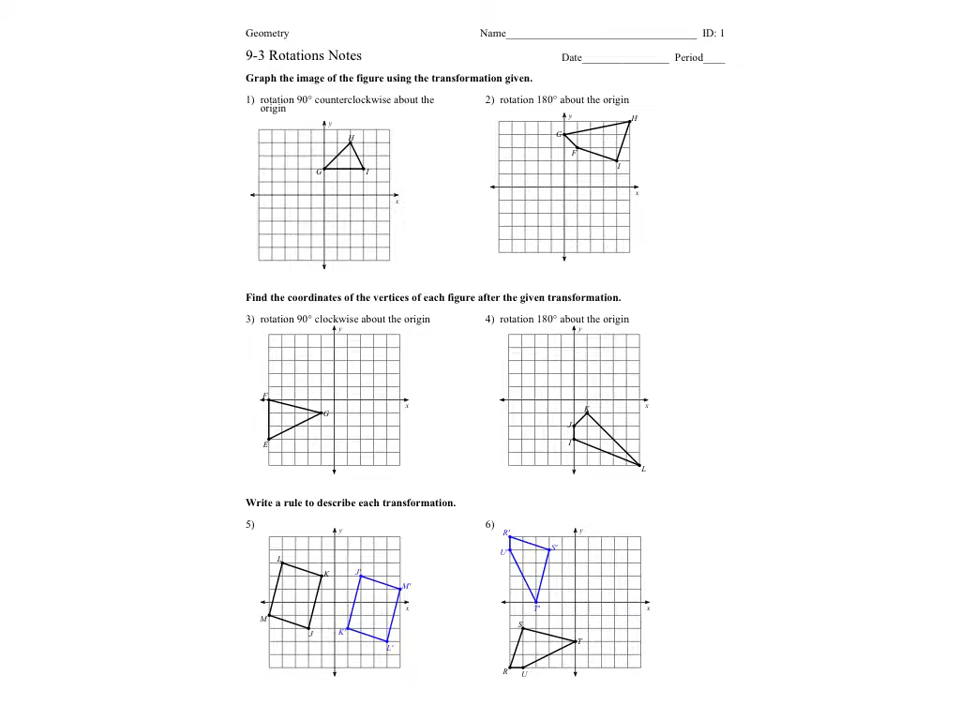 Geometry
Name_______________________________ ID: 1
9-3 Rotations Notes
Date________________ Period____
Graph the image of the figure using the transformation given.
1) rotation 90° counterclockwise about the
origin
2) rotation 180° about the origin
y
H
G
I
x
y
H
G
F
I
x
Find the coordinates of the vertices of each figure after the given transformation.
3) rotation 90° clockwise about the origin
4) rotation 180° about the origin
y
F
x
G
E
y
x
K
J
I
L
Write a rule to describe each transformation.
5)
6)
y
L
K
J'
M'
x
M
J
K'
L'
R'
y
U'
S'
T'
x
S
T
R
U